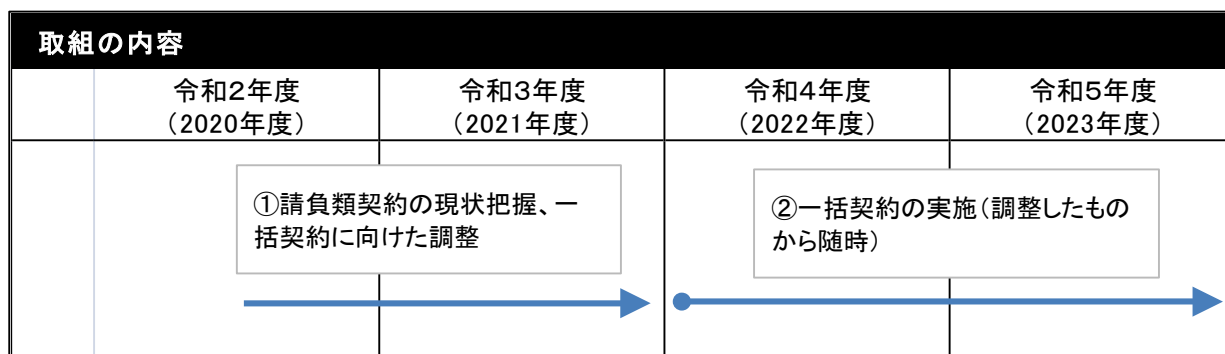 取組の内容
令和２年度
（2020年度）
令和３年度
（2021年度）
令和４年度
（2022年度）
令和５年度
（2023年度）
①請負類契約の現状把握、一
括契約に向けた調整
②一括契約の実施（調整したもの
から随時）